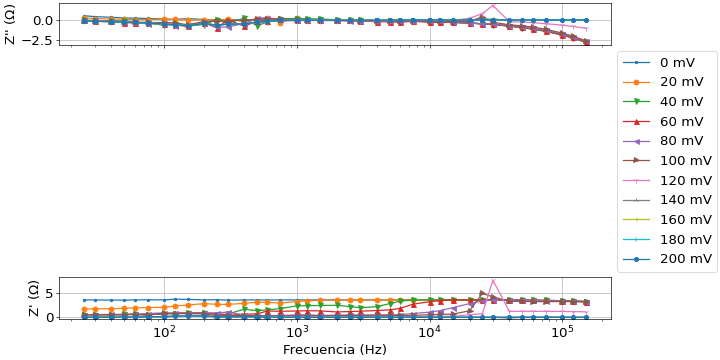 Z'' (Ω)
0.0
−2.5
0 mV
20 mV
40 mV
60 mV
80 mV
100 mV
120 mV
140 mV
160 mV
180 mV
200 mV
Z' (Ω)
5
0
10² 10³ 10⁴ 10⁵
Frecuencia (Hz)